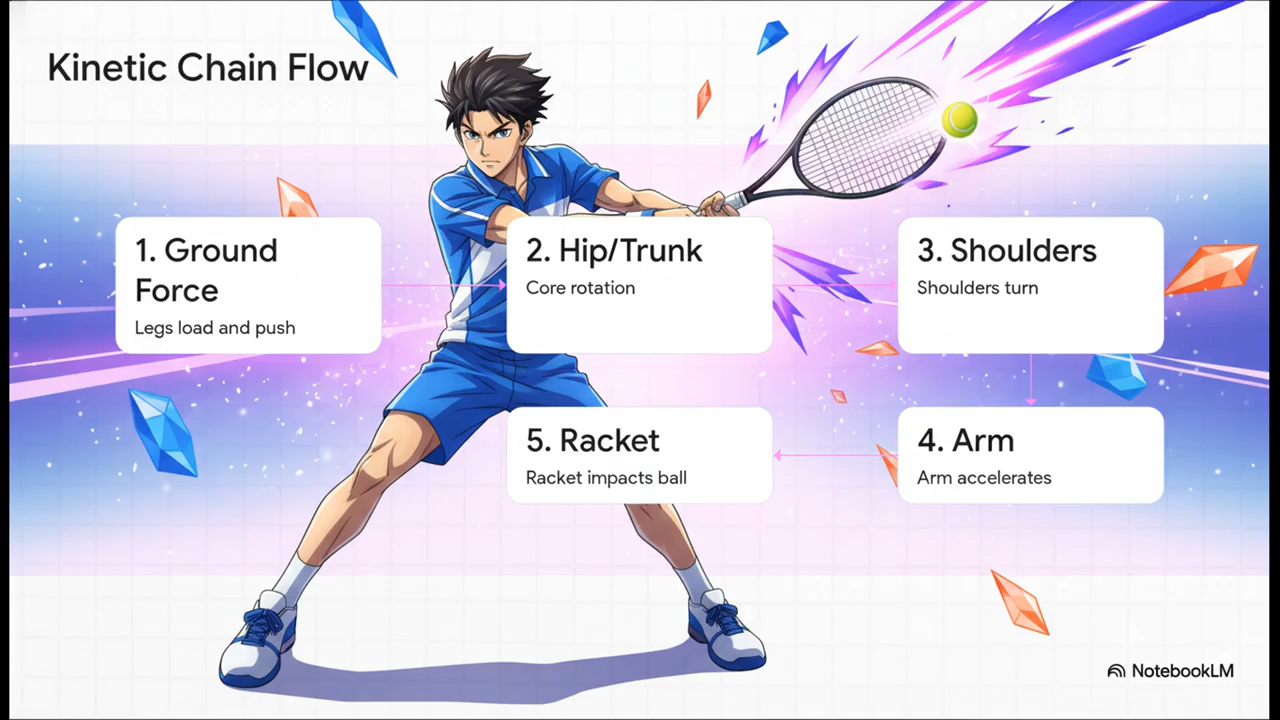 Kinetic Chain Flow
1. Ground
Force
Legs load and push
2. Hip/Trunk
Core rotation
3. Shoulders
Shoulders turn
4. Arm
Arm accelerates
5. Racket
Racket impacts ball
NotebookLM